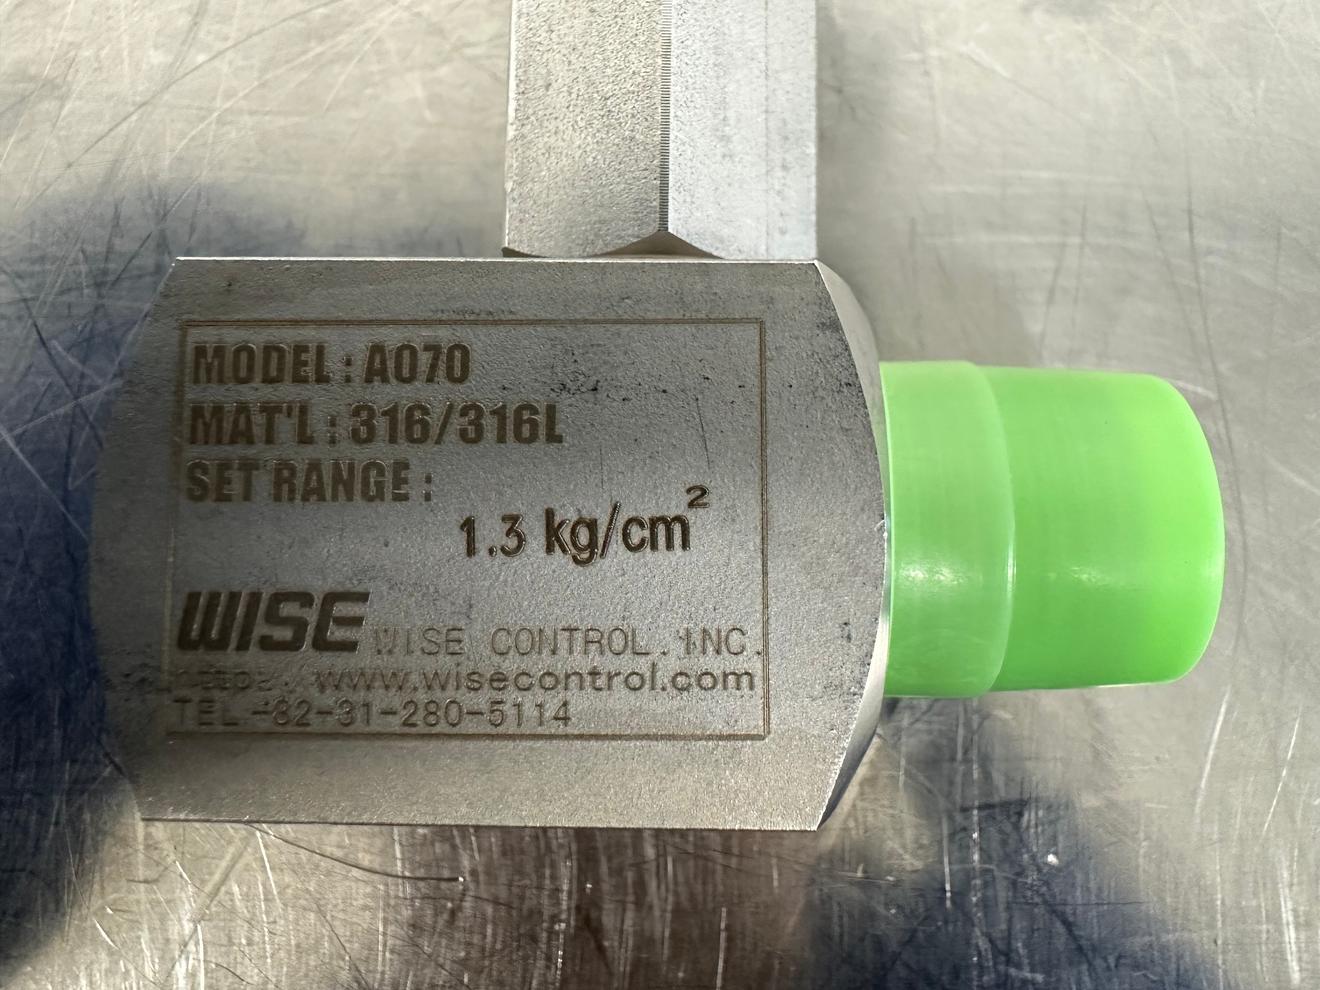 MODEL : A070
MAT'L : 316/316L
SET RANGE :
1.3 kg/cm²
WISE WISE CONTROL. INC.
www.wisecontrol.com
TEL -82-31-280-5114